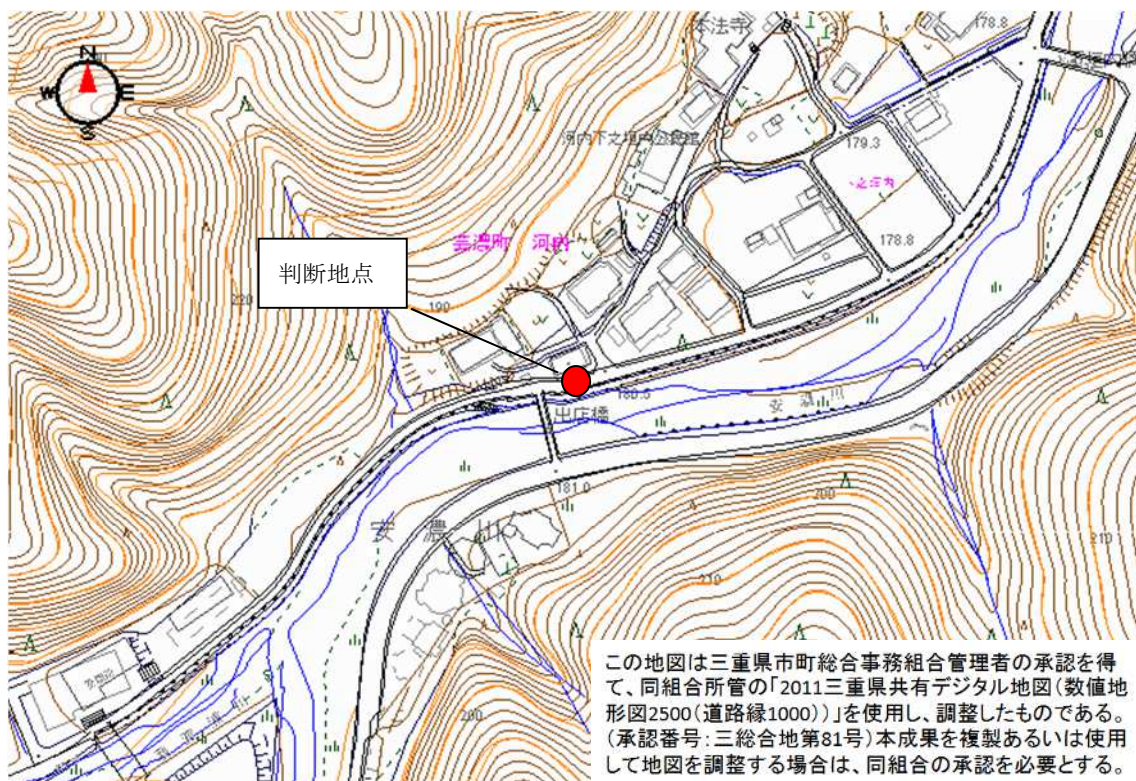 本法寺
178.8
N
W
E
S
河内下之垣内公会館
179.3
芸濃町 河内
178.8
判断地点
220
190
180.5
出店橋
安濃川
181.0
200
安濃川
210
210
200
この地図は三重県市町総合事務組合管理者の承認を得
て、同組合所管の「2011三重県共有デジタル地図(数値地
形図2500(道路縁1000))」を使用し、調整したものである。
(承認番号:三総合地第81号)本成果を複製あるいは使用
して地図を調整する場合は、同組合の承認を必要とする。